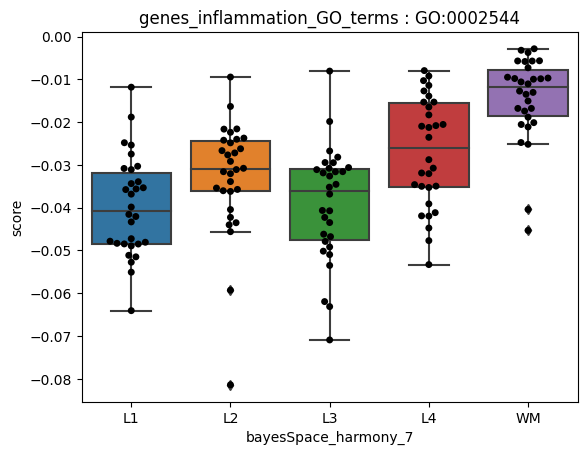 genes_inflammation_GO_terms : GO:0002544
0.00
−0.01
−0.02
−0.03
−0.04
−0.05
−0.06
−0.07
−0.08
score
L1 L2 L3 L4 WM
bayesSpace_harmony_7